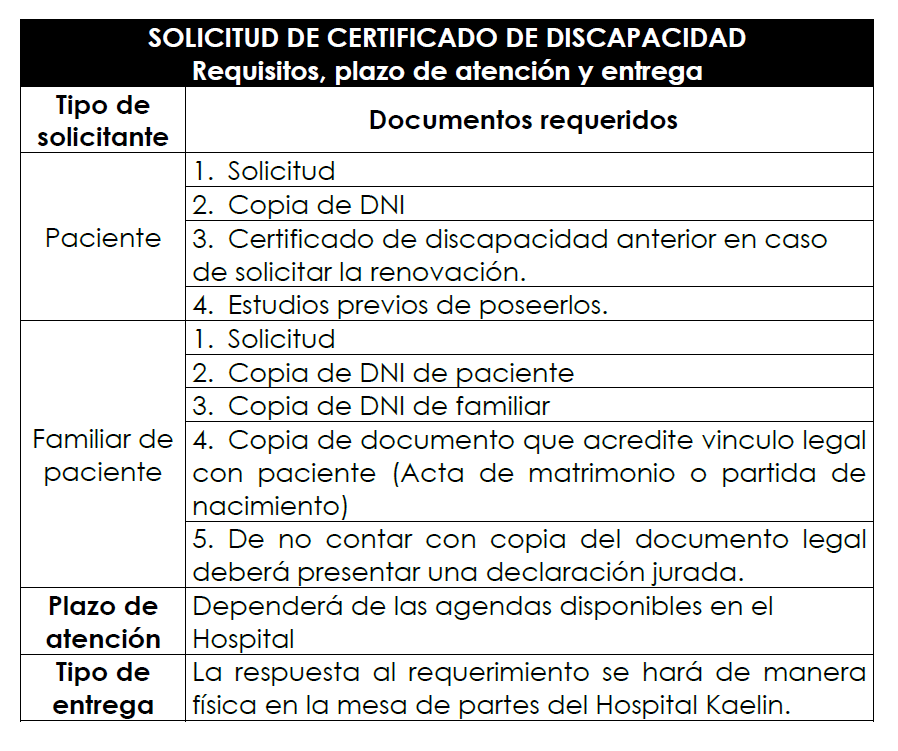 SOLICITUD DE CERTIFICADO DE DISCAPACIDAD
Requisitos, plazo de atención y entrega
Tipo de
solicitante
Documentos requeridos
Paciente
1. Solicitud
2. Copia de DNI
3. Certificado de discapacidad anterior en caso
de solicitar la renovación.
4. Estudios previos de poseerlos.
Familiar de
paciente
1. Solicitud
2. Copia de DNI de paciente
3. Copia de DNI de familiar
4. Copia de documento que acredite vinculo legal
con paciente (Acta de matrimonio o partida de
nacimiento)
5. De no contar con copia del documento legal
deberá presentar una declaración jurada.
Plazo de
atención
Dependerá de las agendas disponibles en el
Hospital
Tipo de
entrega
La respuesta al requerimiento se hará de manera
física en la mesa de partes del Hospital Kaelin.